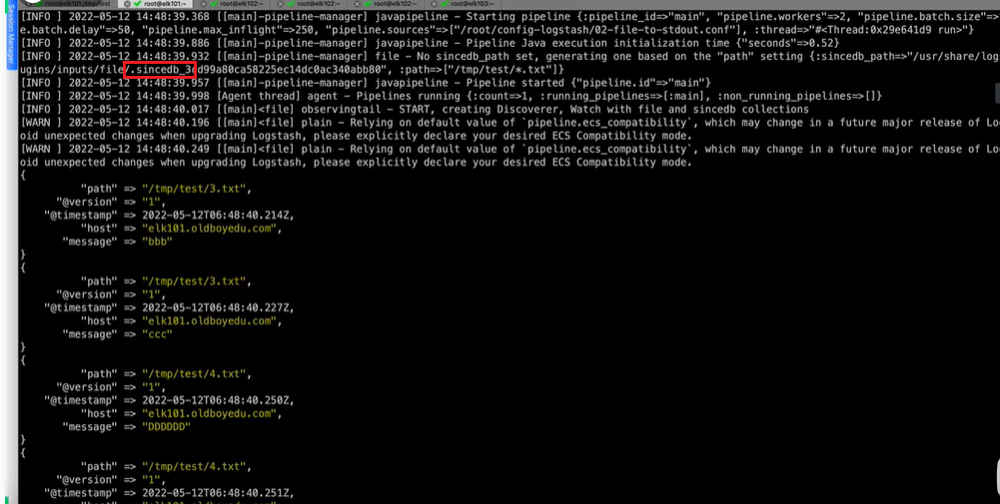 Session Manager
root@elk101:/tmp/test
root@elk101:~
root@elk102:~
root@elk102:~
root@elk102:~
root@elk103:~
[INFO ] 2022-05-12 14:48:39.368 [[main]-pipeline-manager] javapipeline - Starting pipeline {:pipeline_id=>"main", "pipeline.workers"=>2, "pipeline.batch.size"=>
e.batch.delay"=>50, "pipeline.max_inflight"=>250, "pipeline.sources"=>["/root/config-logstash/02-file-to-stdout.conf"], :thread=>"#<Thread:0x29e641d9 run>"}
[INFO ] 2022-05-12 14:48:39.886 [[main]-pipeline-manager] javapipeline - Pipeline Java execution initialization time {"seconds"=>0.52}
[INFO ] 2022-05-12 14:48:39.932 [[main]-pipeline-manager] file - No sincedb_path set, generating one based on the "path" setting {:sincedb_path=>"/usr/share/log
ugins/inputs/file/.sincedb_3dd99a80ca58225ec14dc0ac340abb80", :path=>["/tmp/test/*.txt"]}
[INFO ] 2022-05-12 14:48:39.957 [[main]-pipeline-manager] javapipeline - Pipeline started {"pipeline.id"=>"main"}
[INFO ] 2022-05-12 14:48:39.998 [Agent thread] agent - Pipelines running {:count=>1, :running_pipelines=>[:main], :non_running_pipelines=>[]}
[INFO ] 2022-05-12 14:48:40.017 [[main]<file] observingtail - START, creating Discoverer, Watch with file and sincedb collections
[WARN ] 2022-05-12 14:48:40.196 [[main]<file] plain - Relying on default value of `pipeline.ecs_compatibility`, which may change in a future major release of Lo
oid unexpected changes when upgrading Logstash, please explicitly declare your desired ECS Compatibility mode.
[WARN ] 2022-05-12 14:48:40.249 [[main]<file] plain - Relying on default value of `pipeline.ecs_compatibility`, which may change in a future major release of Lo
oid unexpected changes when upgrading Logstash, please explicitly declare your desired ECS Compatibility mode.
{
"path" => "/tmp/test/3.txt",
"@version" => "1",
"@timestamp" => 2022-05-12T06:48:40.214Z,
"host" => "elk101.oldboyedu.com",
"message" => "bbb"
}
{
"path" => "/tmp/test/3.txt",
"@version" => "1",
"@timestamp" => 2022-05-12T06:48:40.227Z,
"host" => "elk101.oldboyedu.com",
"message" => "ccc"
}
{
"path" => "/tmp/test/4.txt",
"@version" => "1",
"@timestamp" => 2022-05-12T06:48:40.250Z,
"host" => "elk101.oldboyedu.com",
"message" => "DDDDDD"
}
{
"path" => "/tmp/test/4.txt",
"@version" => "1",
"@timestamp" => 2022-05-12T06:48:40.251Z,